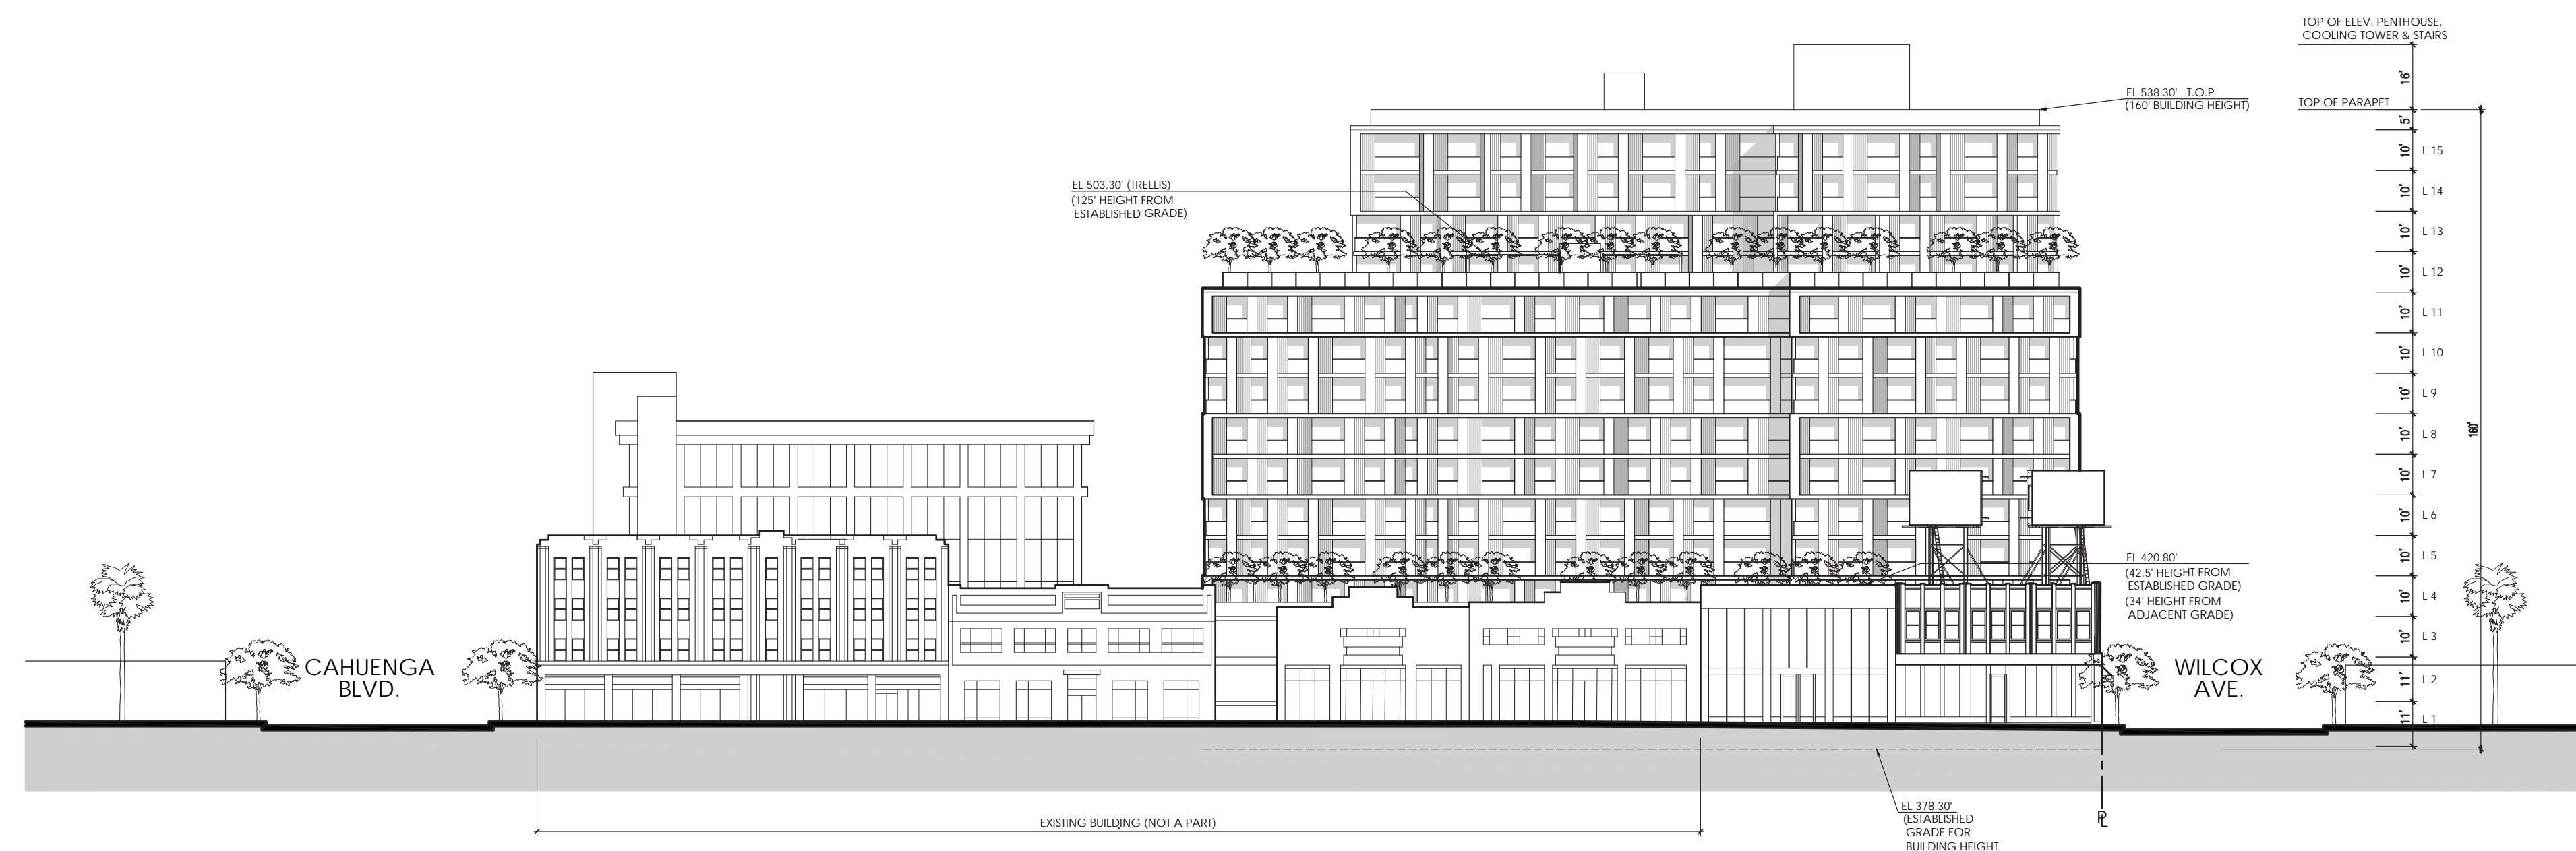 TOP OF ELEV. PENTHOUSE,
COOLING TOWER & STAIRS
16'
EL 538.30' T.O.P
(160' BUILDING HEIGHT)
TOP OF PARAPET
5'
10' L 15
10' L 14
EL 503.30' (TRELLIS)
(125' HEIGHT FROM
ESTABLISHED GRADE)
10' L 13
10' L 12
10' L 11
10' L 10
10' L 9
10' L 8
160'
10' L 7
10' L 6
10' L 5
EL 420.80'
(42.5' HEIGHT FROM
ESTABLISHED GRADE)
(34' HEIGHT FROM
ADJACENT GRADE)
10' L 4
10' L 3
CAHUENGA
BLVD.
WILCOX
AVE.
11' L 2
11' L 1
EL 378.30'
(ESTABLISHED
GRADE FOR
BUILDING HEIGHT
EXISTING BUILDING (NOT A PART)
PL